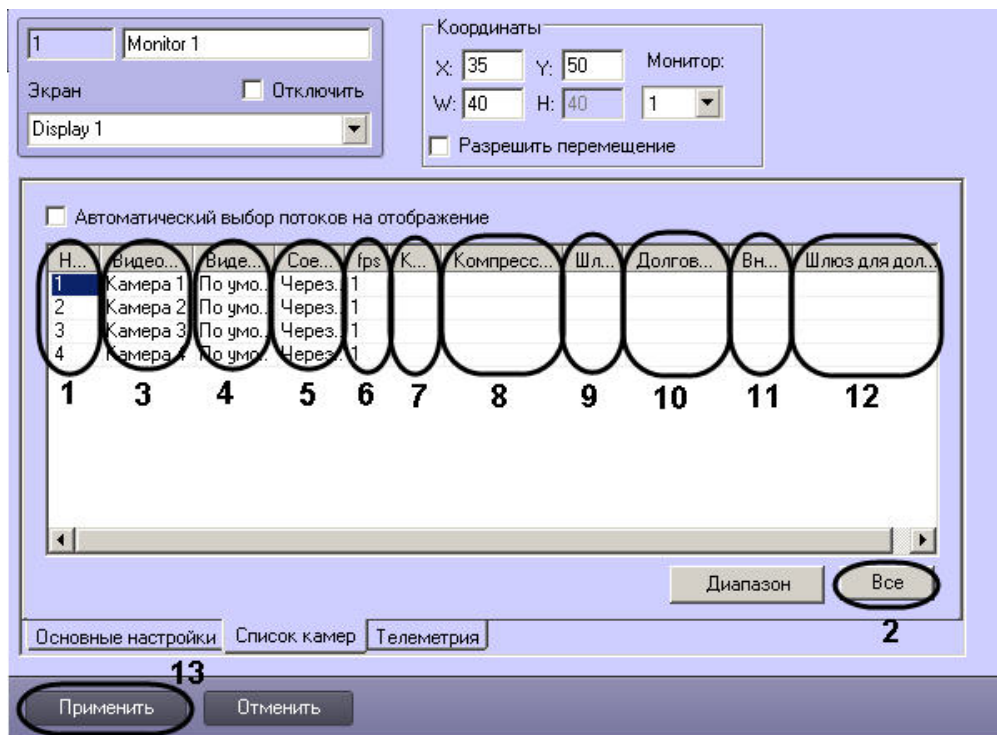 1 Monitor 1
Экран Отключить
Display 1
Координаты
X: 35 Y: 50 Монитор:
W: 40 H: 40 1
Разрешить перемещение
Автоматический выбор потоков на отображение
Н... Видео... Виде... Сое... fps К... Компресс... Шл... Долгов... Вн... Шлюз для дол...
1 Камера 1 По умо.. Через.. 1
2 Камера 2 По умо.. Через.. 1
3 Камера 3 По умо.. Через.. 1
4 Камера 4 По умо.. Через.. 1
1 3 4 5 6 7 8 9 10 11 12
Диапазон Все
2
Основные настройки Список камер Телеметрия
13
Применить Отменить